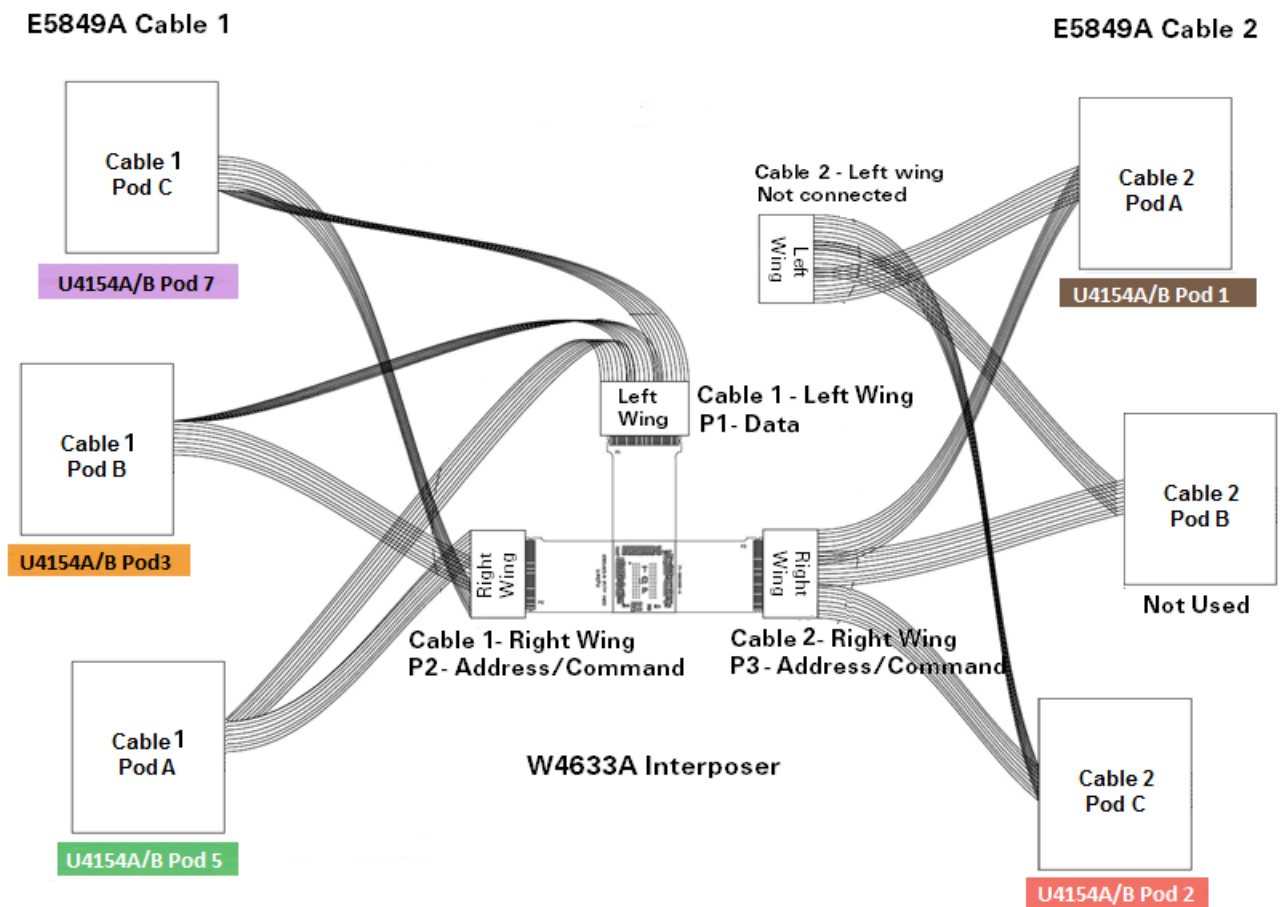 E5849A Cable 1
E5849A Cable 2
Cable 1
Pod C
U4154A/B Pod 7
Cable 2 - Left wing
Not connected
Left
Wing
Cable 2
Pod A
U4154A/B Pod 1
Cable 1
Pod B
U4154A/B Pod3
Left
Wing
Cable 1 - Left Wing
P1- Data
Cable 2
Pod B
Not Used
Right
Wing
Cable 1- Right Wing
P2- Address/Command
Right
Wing
Cable 2- Right Wing
P3- Address/Command
Cable 1
Pod A
U4154A/B Pod 5
W4633A Interposer
Cable 2
Pod C
U4154A/B Pod 2